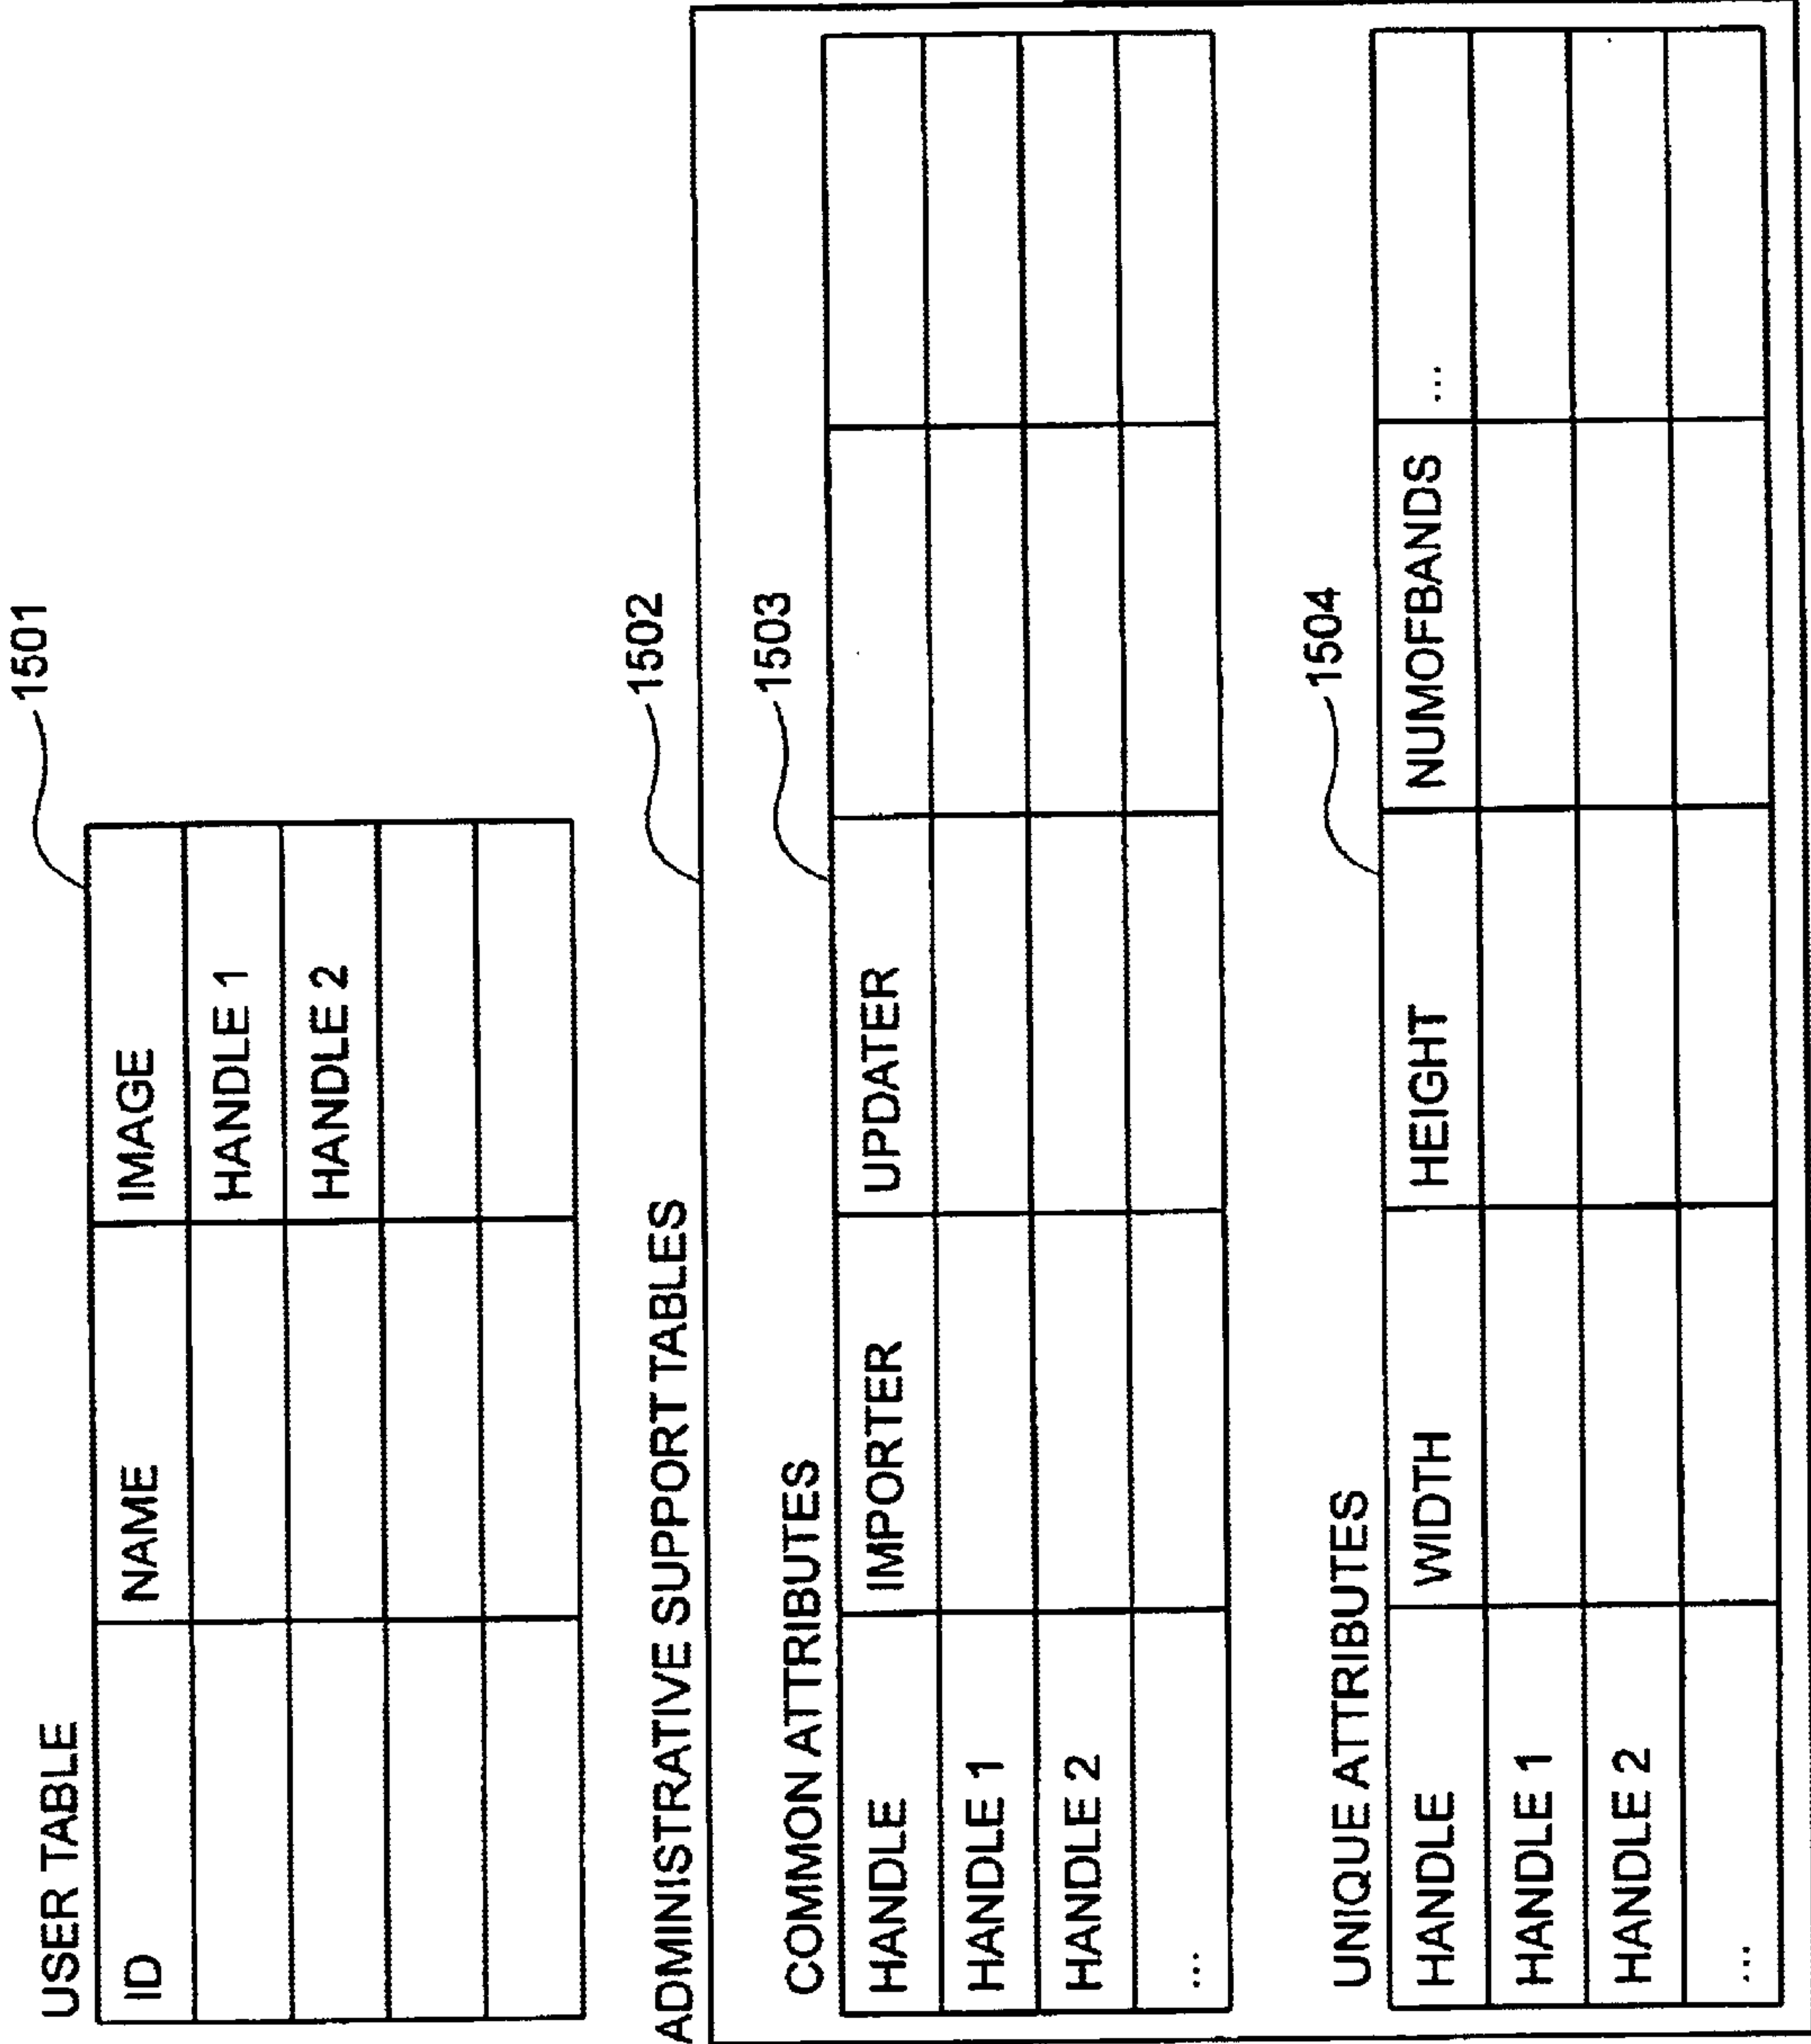 1501
USER TABLE
ID NAME IMAGE
HANDLE 1
HANDLE 2
1502
ADMINISTRATIVE SUPPORT TABLES
1503
COMMON ATTRIBUTES
HANDLE IMPORTER UPDATER
HANDLE 1
HANDLE 2
...
1504
UNIQUE ATTRIBUTES
HANDLE WIDTH HEIGHT NUMOFBANDS ...
HANDLE 1
HANDLE 2
...